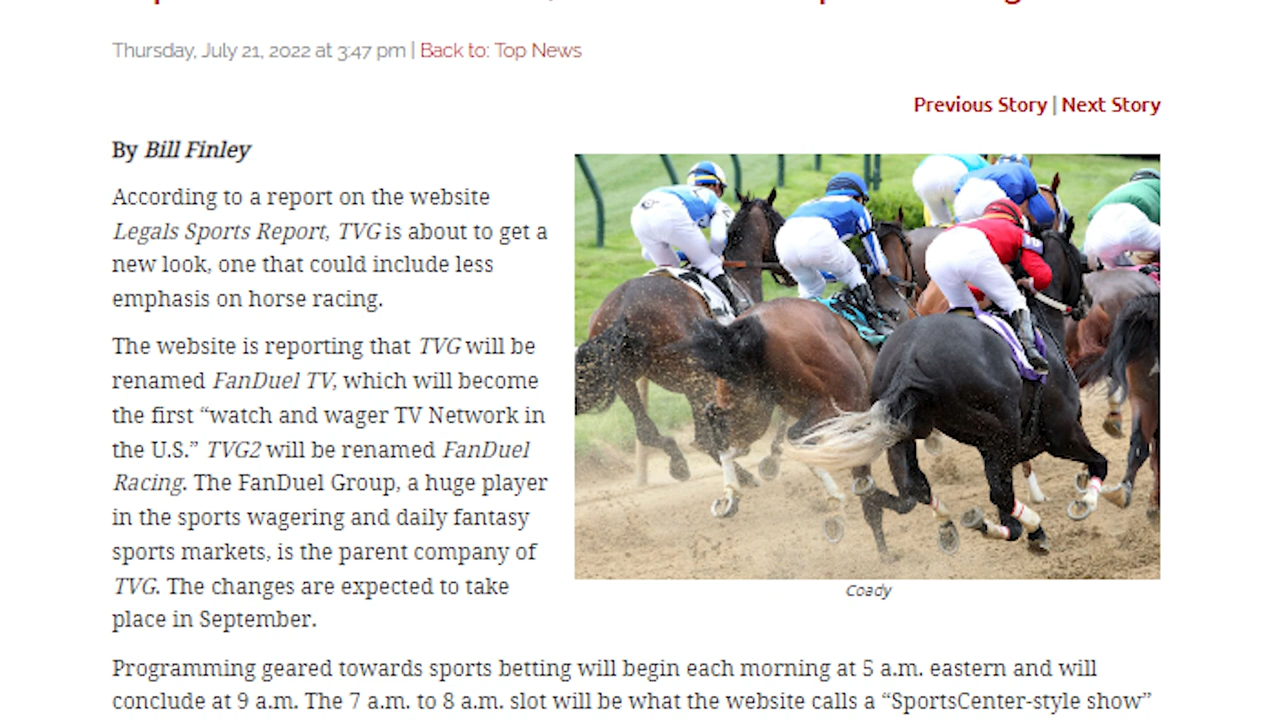 Thursday, July 21, 2022 at 3:47 pm | Back to: Top News
Previous Story | Next Story
By Bill Finley
According to a report on the website
Legals Sports Report, TVG is about to get a
new look, one that could include less
emphasis on horse racing.
The website is reporting that TVG will be
renamed FanDuel TV, which will become
the first “watch and wager TV Network in
the U.S.” TVG2 will be renamed FanDuel
Racing. The FanDuel Group, a huge player
in the sports wagering and daily fantasy
sports markets, is the parent company of
TVG. The changes are expected to take
place in September.
Coady
Programming geared towards sports betting will begin each morning at 5 a.m. eastern and will
conclude at 9 a.m. The 7 a.m. to 8 a.m. slot will be what the website calls a “SportsCenter-style show”